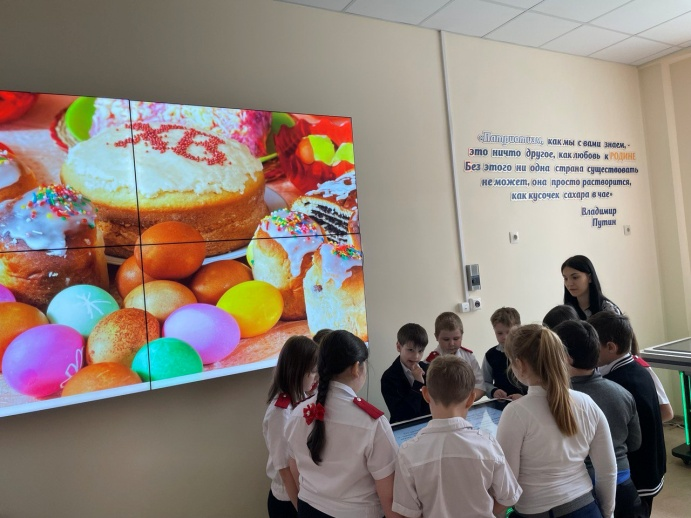 ХВ
«Патриотизм, как мы с вами знаем, -
это ничто другое, как любовь к РОДИНЕ
Без этого ни одна страна существовать
не может, она просто растворится,
как кусочек сахара в чае»
Владимир
Путин